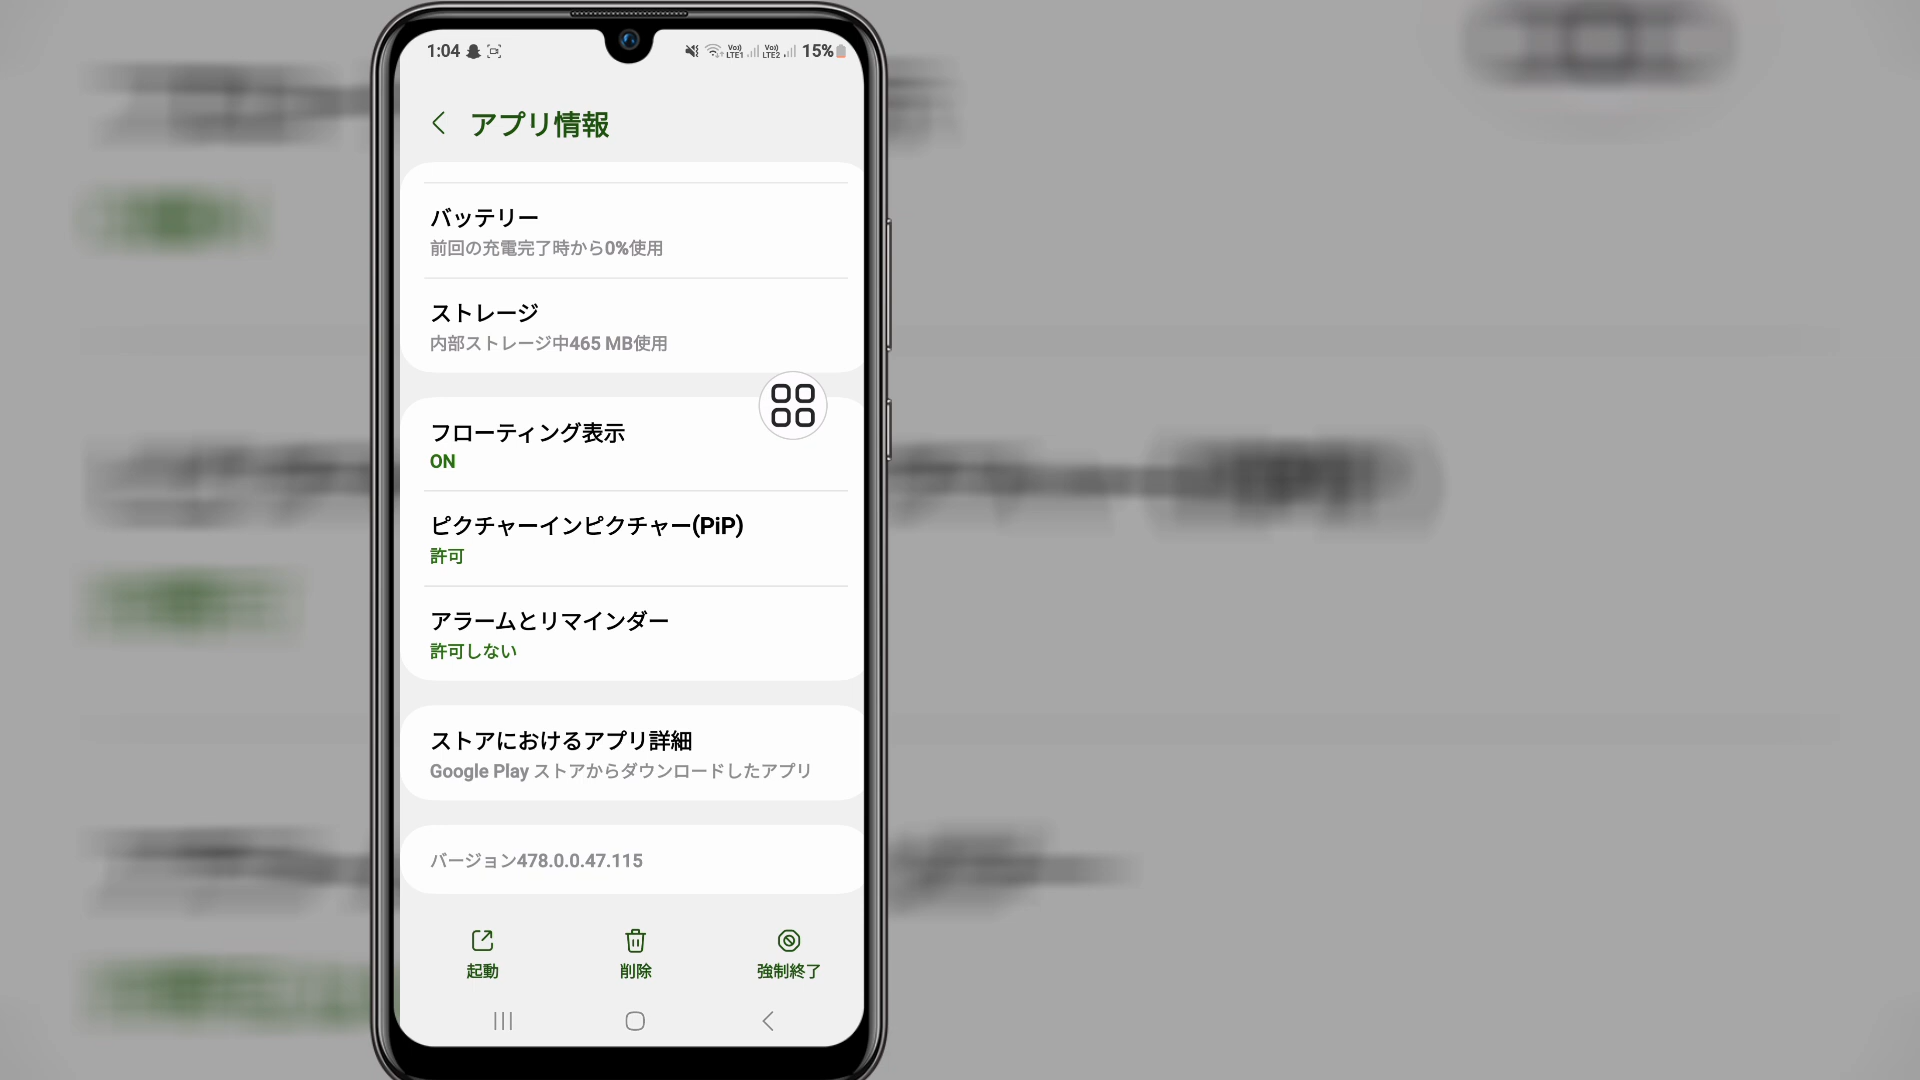 1:04
Vo)) LTE1 Vo)) LTE2 15%
アプリ情報
バッテリー
前回の充電完了時から0%使用
ストレージ
内部ストレージ中465 MB使用
フローティング表示
ON
ピクチャーインピクチャー(PiP)
許可
アラームとリマインダー
許可しない
ストアにおけるアプリ詳細
Google Play ストアからダウンロードしたアプリ
バージョン478.0.0.47.115
起動 削除 強制終了